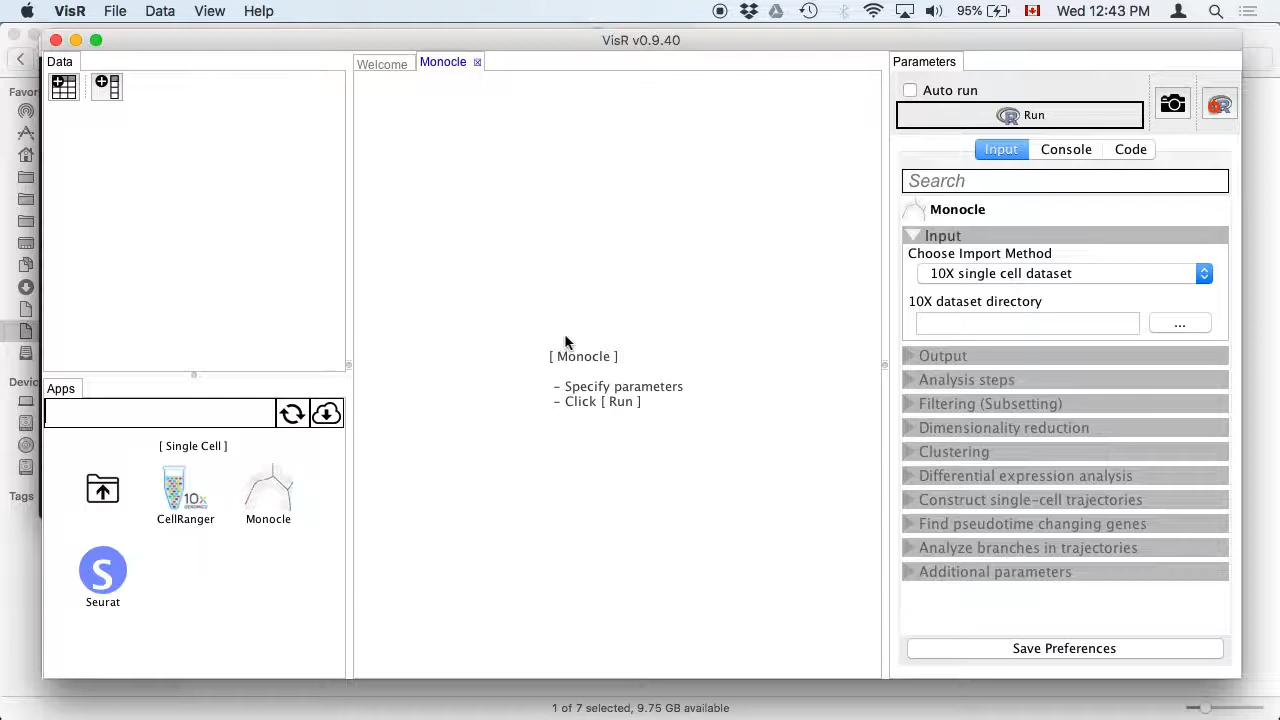 VisR File Data View Help
95% Wed 12:43 PM
VisR v0.9.40
Data
Welcome Monocle
Parameters
Auto run
Run
Input Console Code
Search
Monocle
Input
Choose Import Method
10X single cell dataset
10X dataset directory
...
Output
Analysis steps
Filtering (Subsetting)
Dimensionality reduction
Clustering
Differential expression analysis
Construct single-cell trajectories
Find pseudotime changing genes
Analyze branches in trajectories
Additional parameters
Save Preferences
[ Monocle ]
- Specify parameters
- Click [ Run ]
Apps
[ Single Cell ]
10x
GENOMICS
CellRanger
Monocle
S
Seurat
Favor
Devic
Tags
1 of 7 selected, 9.75 GB available